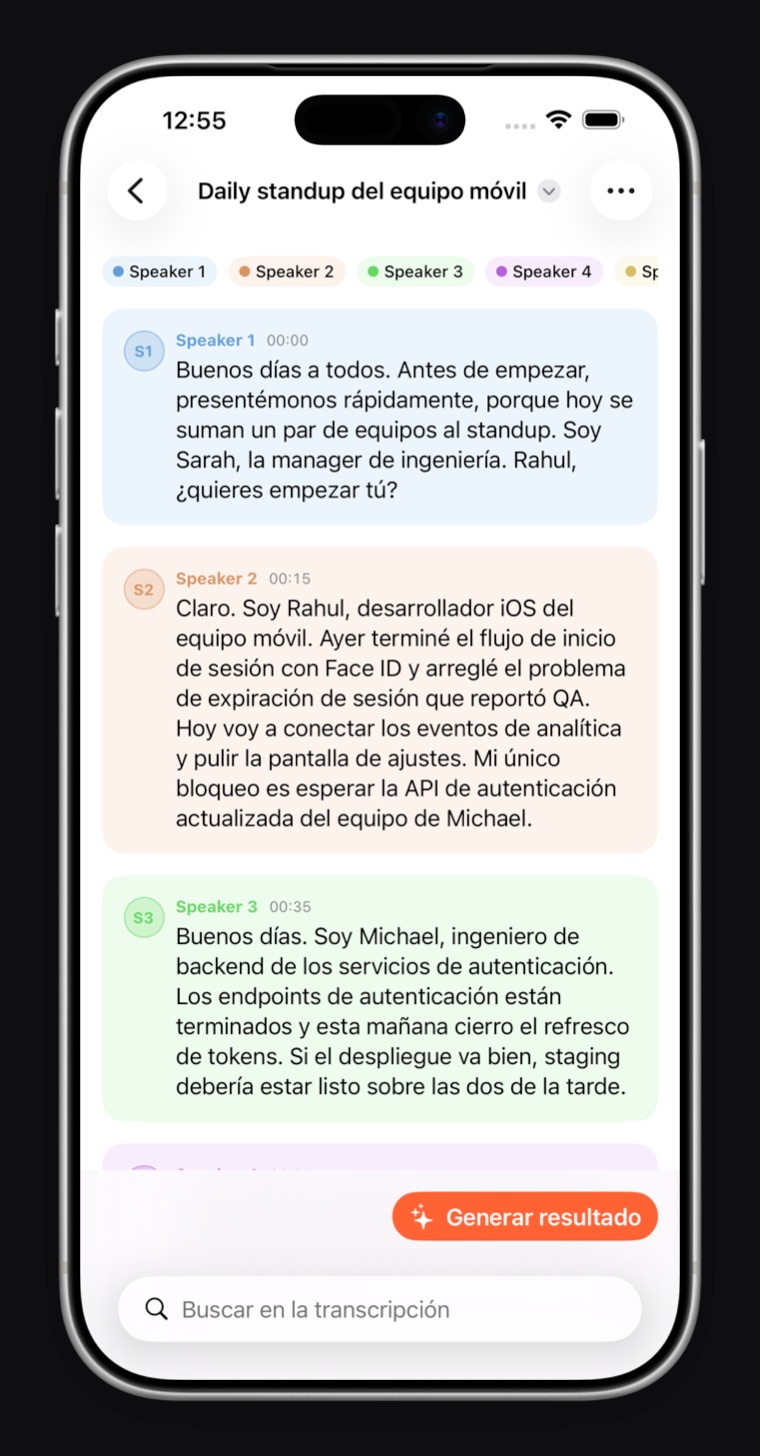 12:55
Daily standup del equipo móvil
Speaker 1 Speaker 2 Speaker 3 Speaker 4 Sp
S1 Speaker 1 00:00
Buenos días a todos. Antes de empezar,
presentémonos rápidamente, porque hoy se
suman un par de equipos al standup. Soy
Sarah, la manager de ingeniería. Rahul,
¿quieres empezar tú?
S2 Speaker 2 00:15
Claro. Soy Rahul, desarrollador iOS del
equipo móvil. Ayer terminé el flujo de inicio
de sesión con Face ID y arreglé el problema
de expiración de sesión que reportó QA.
Hoy voy a conectar los eventos de analítica
y pulir la pantalla de ajustes. Mi único
bloqueo es esperar la API de autenticación
actualizada del equipo de Michael.
S3 Speaker 3 00:35
Buenos días. Soy Michael, ingeniero de
backend de los servicios de autenticación.
Los endpoints de autenticación están
terminados y esta mañana cierro el refresco
de tokens. Si el despliegue va bien, staging
debería estar listo sobre las dos de la tarde.
Generar resultado
Buscar en la transcripción